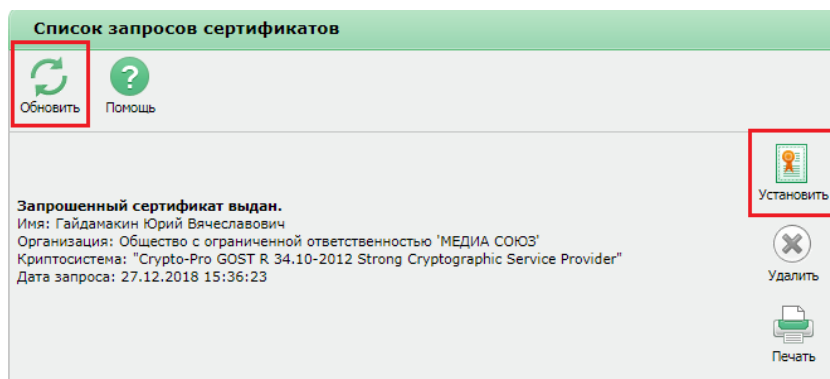 Список запросов сертификатов
Обновить
Помощь
Установить
Запрошенный сертификат выдан.
Имя: Гайдамакин Юрий Вячеславович
Организация: Общество с ограниченной ответственностью 'МЕДИА СОЮЗ'
Криптосистема: "Crypto-Pro GOST R 34.10-2012 Strong Cryptographic Service Provider"
Дата запроса: 27.12.2018 15:36:23
Удалить
Печать